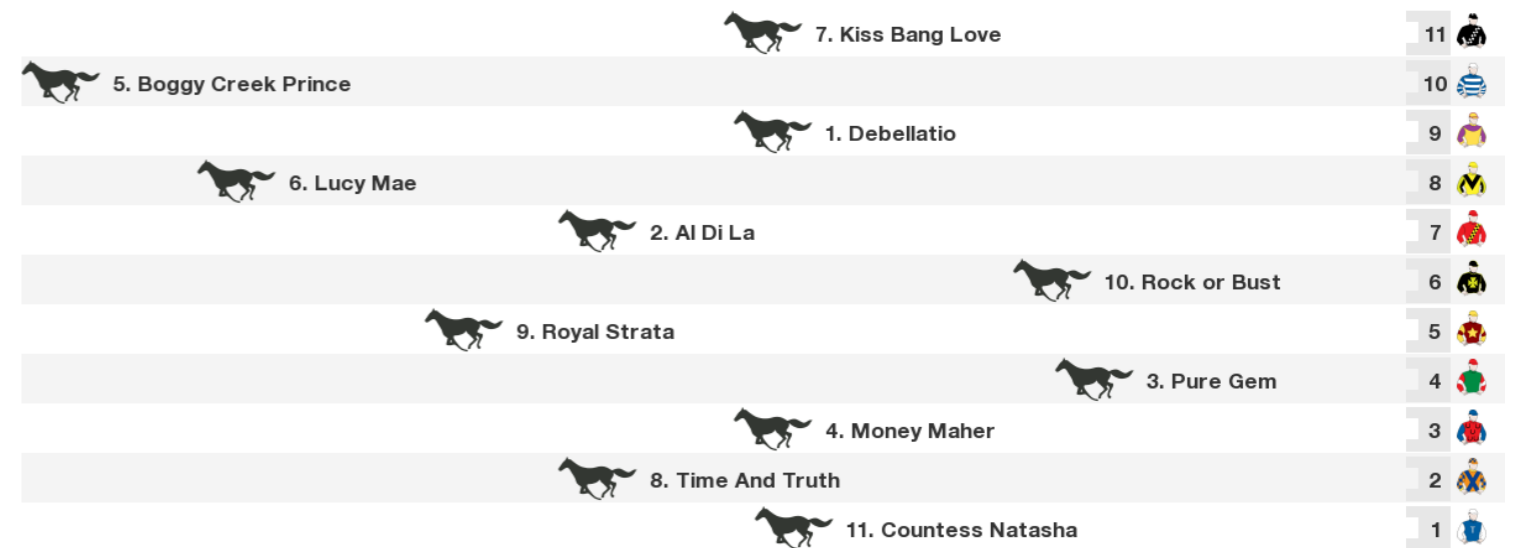 7. Kiss Bang Love 11
5. Boggy Creek Prince 10
1. Debellatio 9
6. Lucy Mae 8
2. Al Di La 7
10. Rock or Bust 6
9. Royal Strata 5
3. Pure Gem 4
4. Money Maher 3
8. Time And Truth 2
11. Countess Natasha 1